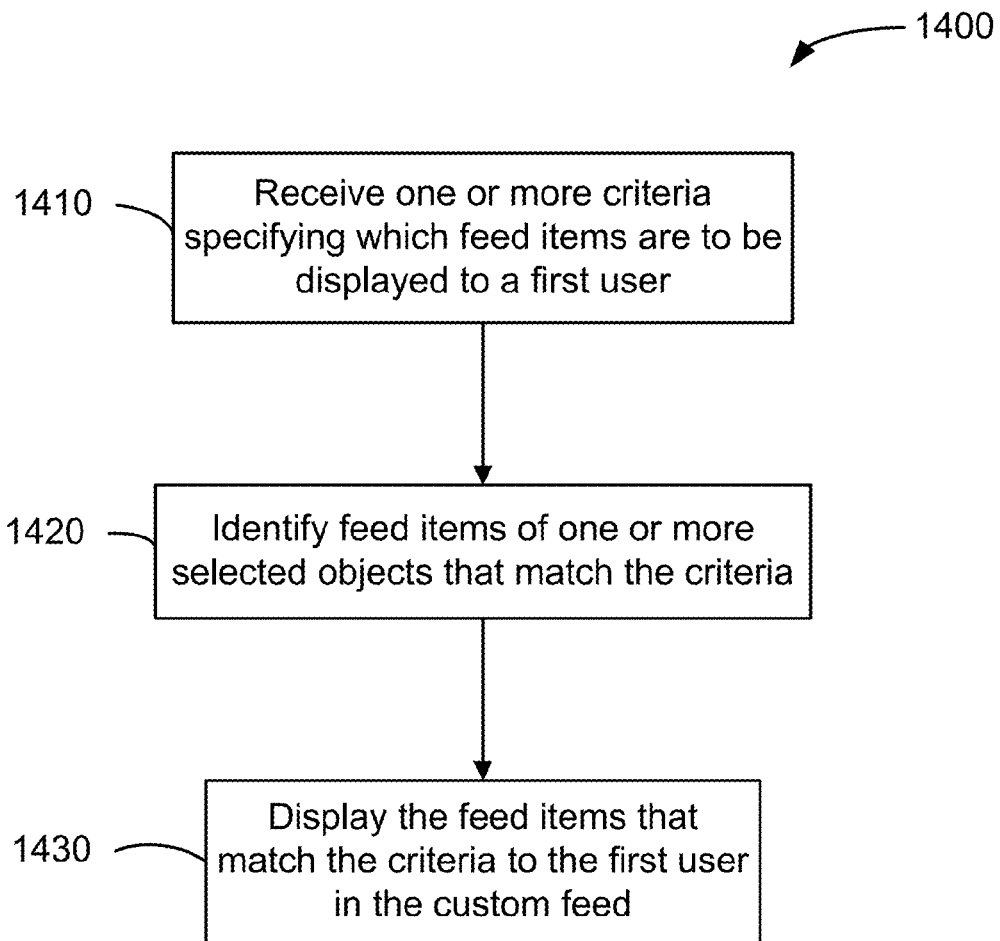 1400
1410
Receive one or more criteria
specifying which feed items are to be
displayed to a first user
1420
Identify feed items of one or more
selected objects that match the criteria
1430
Display the feed items that
match the criteria to the first user
in the custom feed